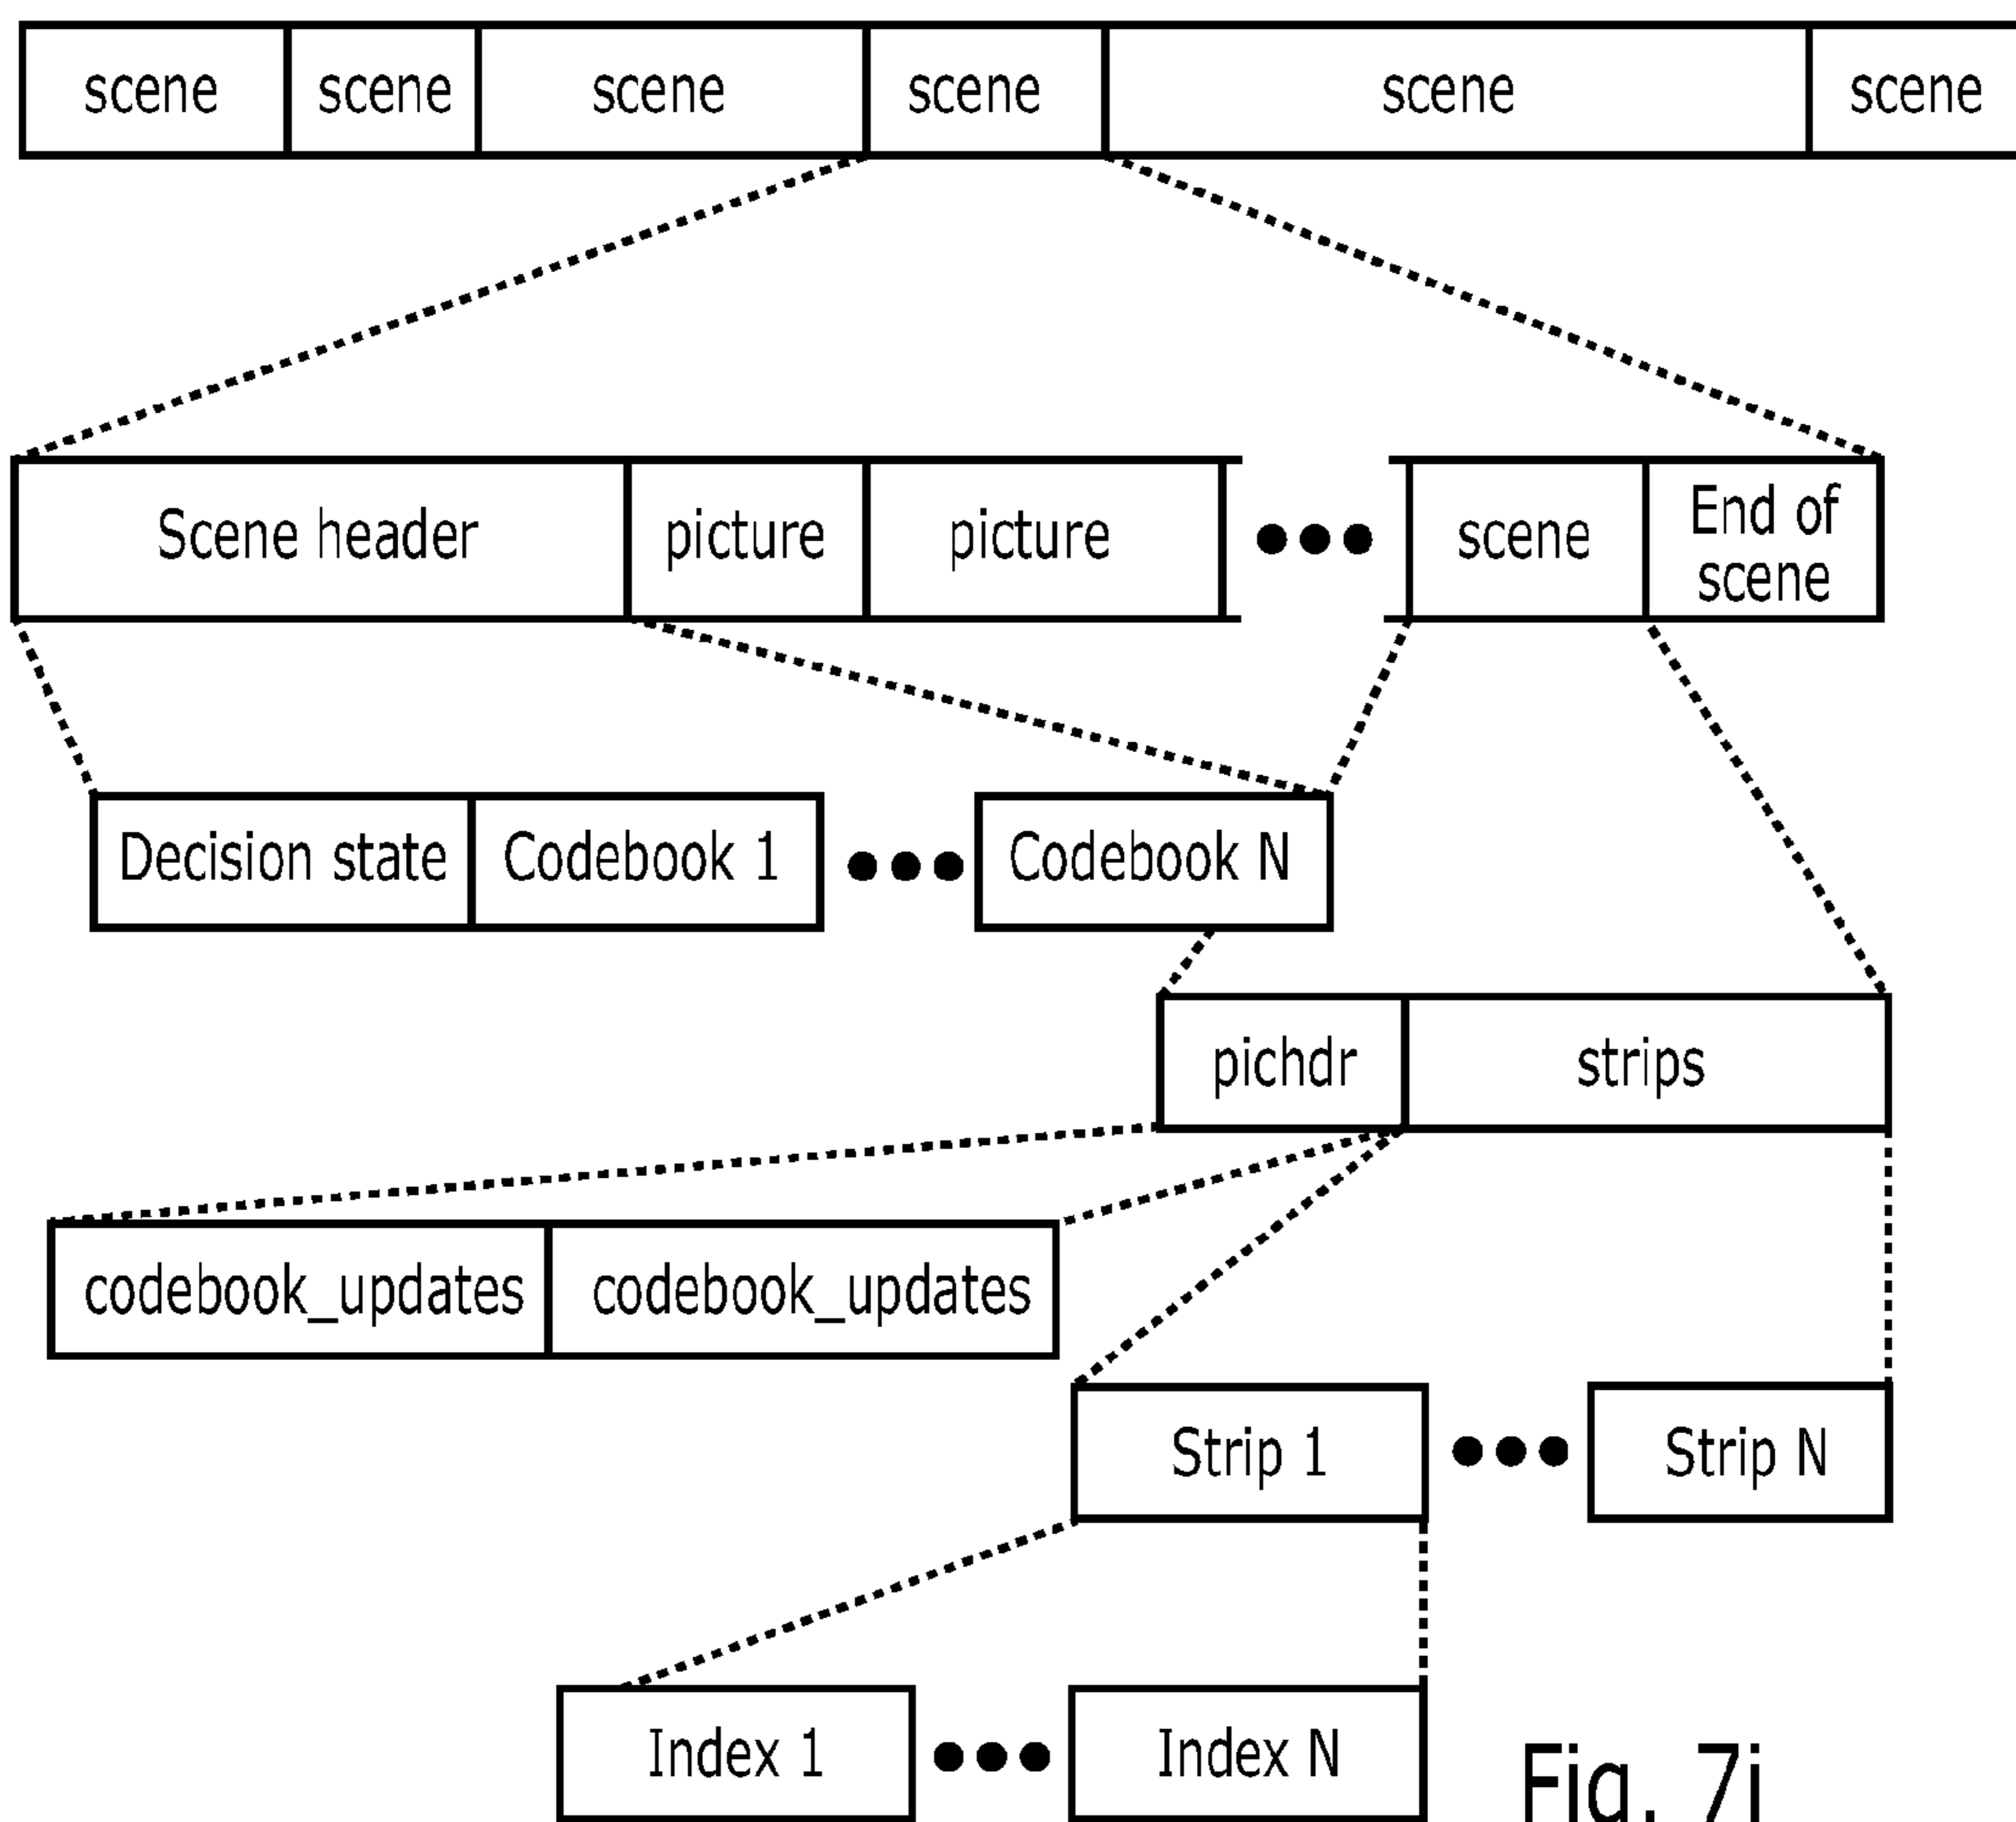 scene scene scene scene scene scene
Scene header picture picture scene End of
scene
Decision state Codebook 1 Codebook N
pichdr strips
codebook_updates codebook_updates
Strip 1 Strip N
Index 1 Index N
Fig. 7i